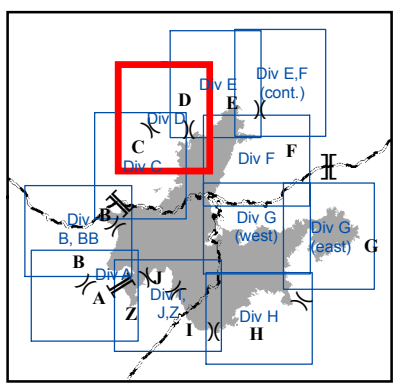 Div E
Div E,F
(cont.)
D
E
Div D
C
Div C
Div F
F
Div
B, BB
B
Div G
(west)
Div G
(east)
G
B
Div A
J
A
Z
Div I,
J,Z
I
Div H
H